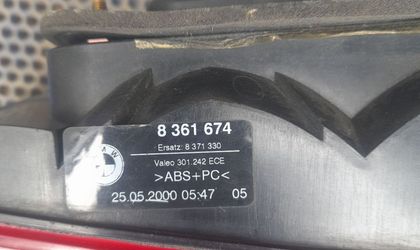 BMW
8 361 674
Ersatz: 8 371 330
Valeo 301.242 ECE
>ABS+PC<
25.05.2000 05:47 05